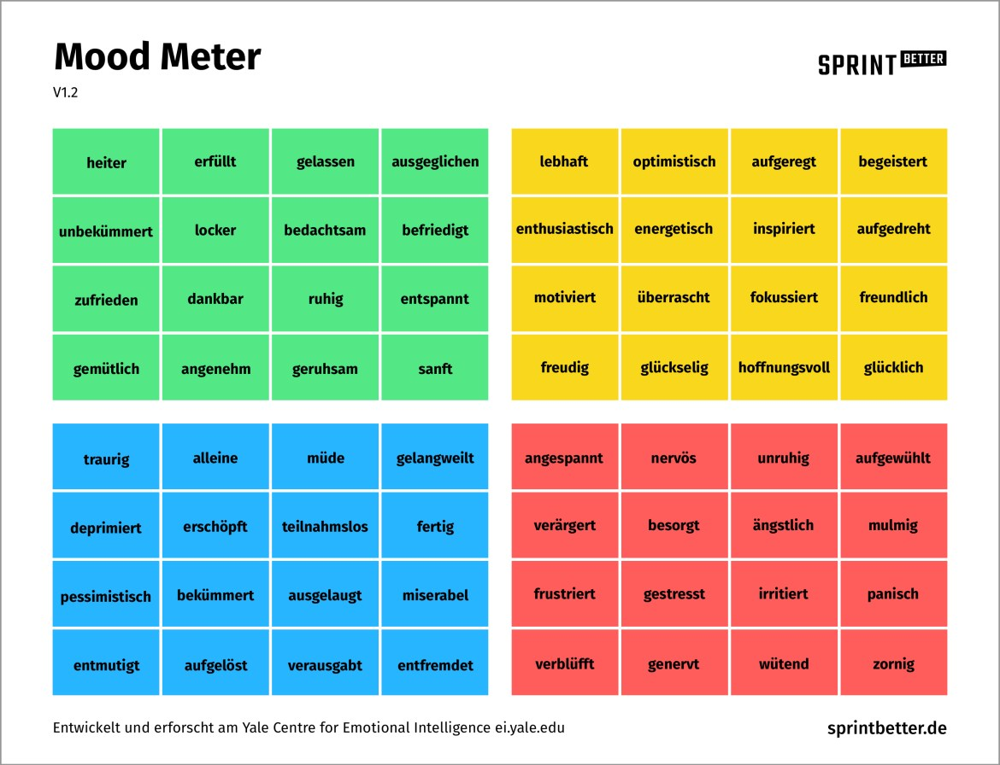 Mood Meter
V1.2
SPRINT BETTER
heiter erfüllt gelassen ausgeglichen
unbekümmert locker bedachtsam befriedigt
zufrieden dankbar ruhig entspannt
gemütlich angenehm geruhsam sanft
lebhaft optimistisch aufgeregt begeistert
enthusiastisch energetisch inspiriert aufgedreht
motiviert überrascht fokussiert freundlich
freudig glückselig hoffnungsvoll glücklich
traurig alleine müde gelangweilt
deprimiert erschöpft teilnahmslos fertig
pessimistisch bekümmert ausgelaugt miserabel
entmutigt aufgelöst verausgabt entfremdet
angespannt nervös unruhig aufgewühlt
verärgert besorgt ängstlich mulmig
frustriert gestresst irritiert panisch
verblüfft genervt wütend zornig
Entwickelt und erforscht am Yale Centre for Emotional Intelligence ei.yale.edu
sprintbetter.de